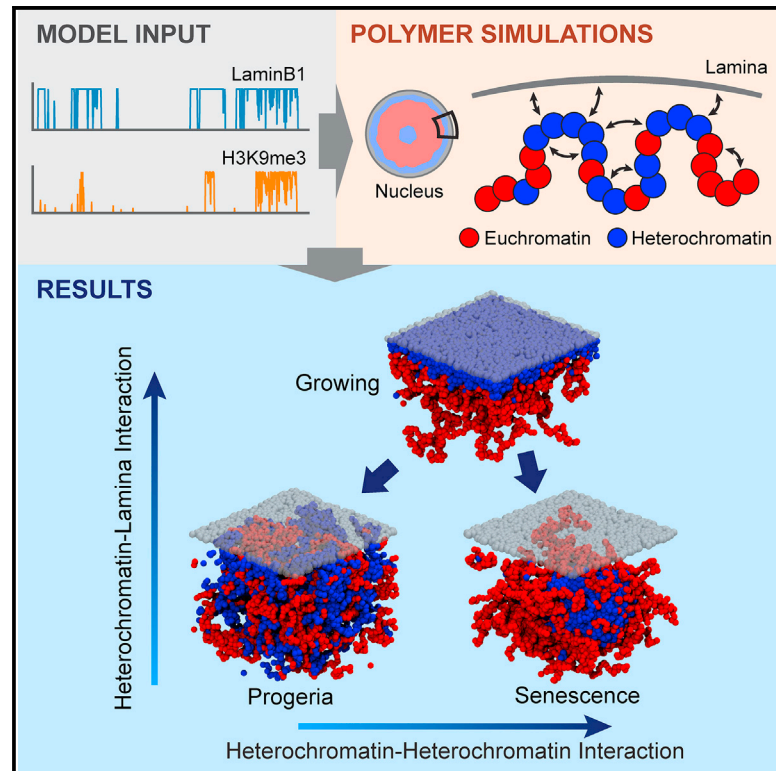 MODEL INPUT
LaminB1
H3K9me3
POLYMER SIMULATIONS
Lamina
Nucleus
Euchromatin
Heterochromatin
RESULTS
Growing
Heterochromatin-Lamina Interaction
Progeria
Senescence
Heterochromatin-Heterochromatin Interaction